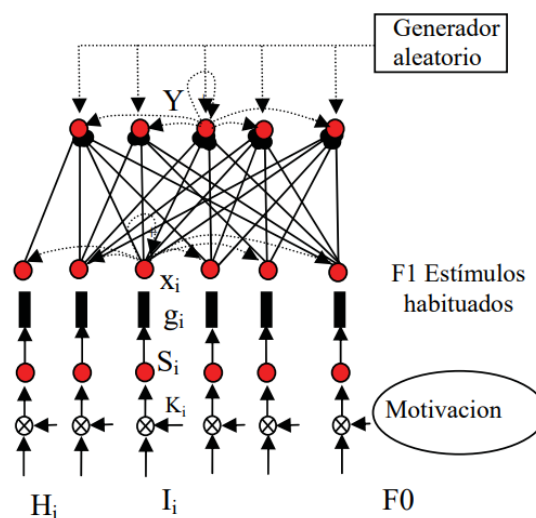 Generador
aleatorio
Y
F1 Estímulos
habituados
xi
gi
Si
Ki
Motivacion
Hi
Ii
F0